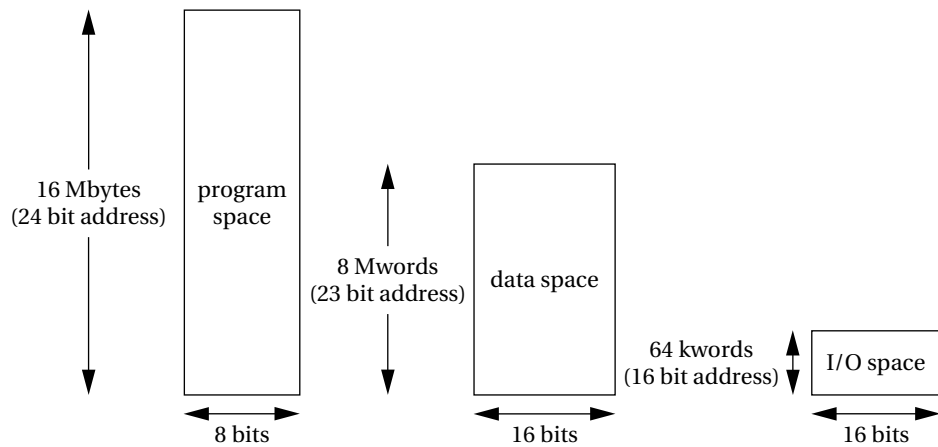 16 Mbytes
(24 bit address)
program
space
8 bits
8 Mwords
(23 bit address)
data space
16 bits
64 kwords
(16 bit address)
I/O space
16 bits